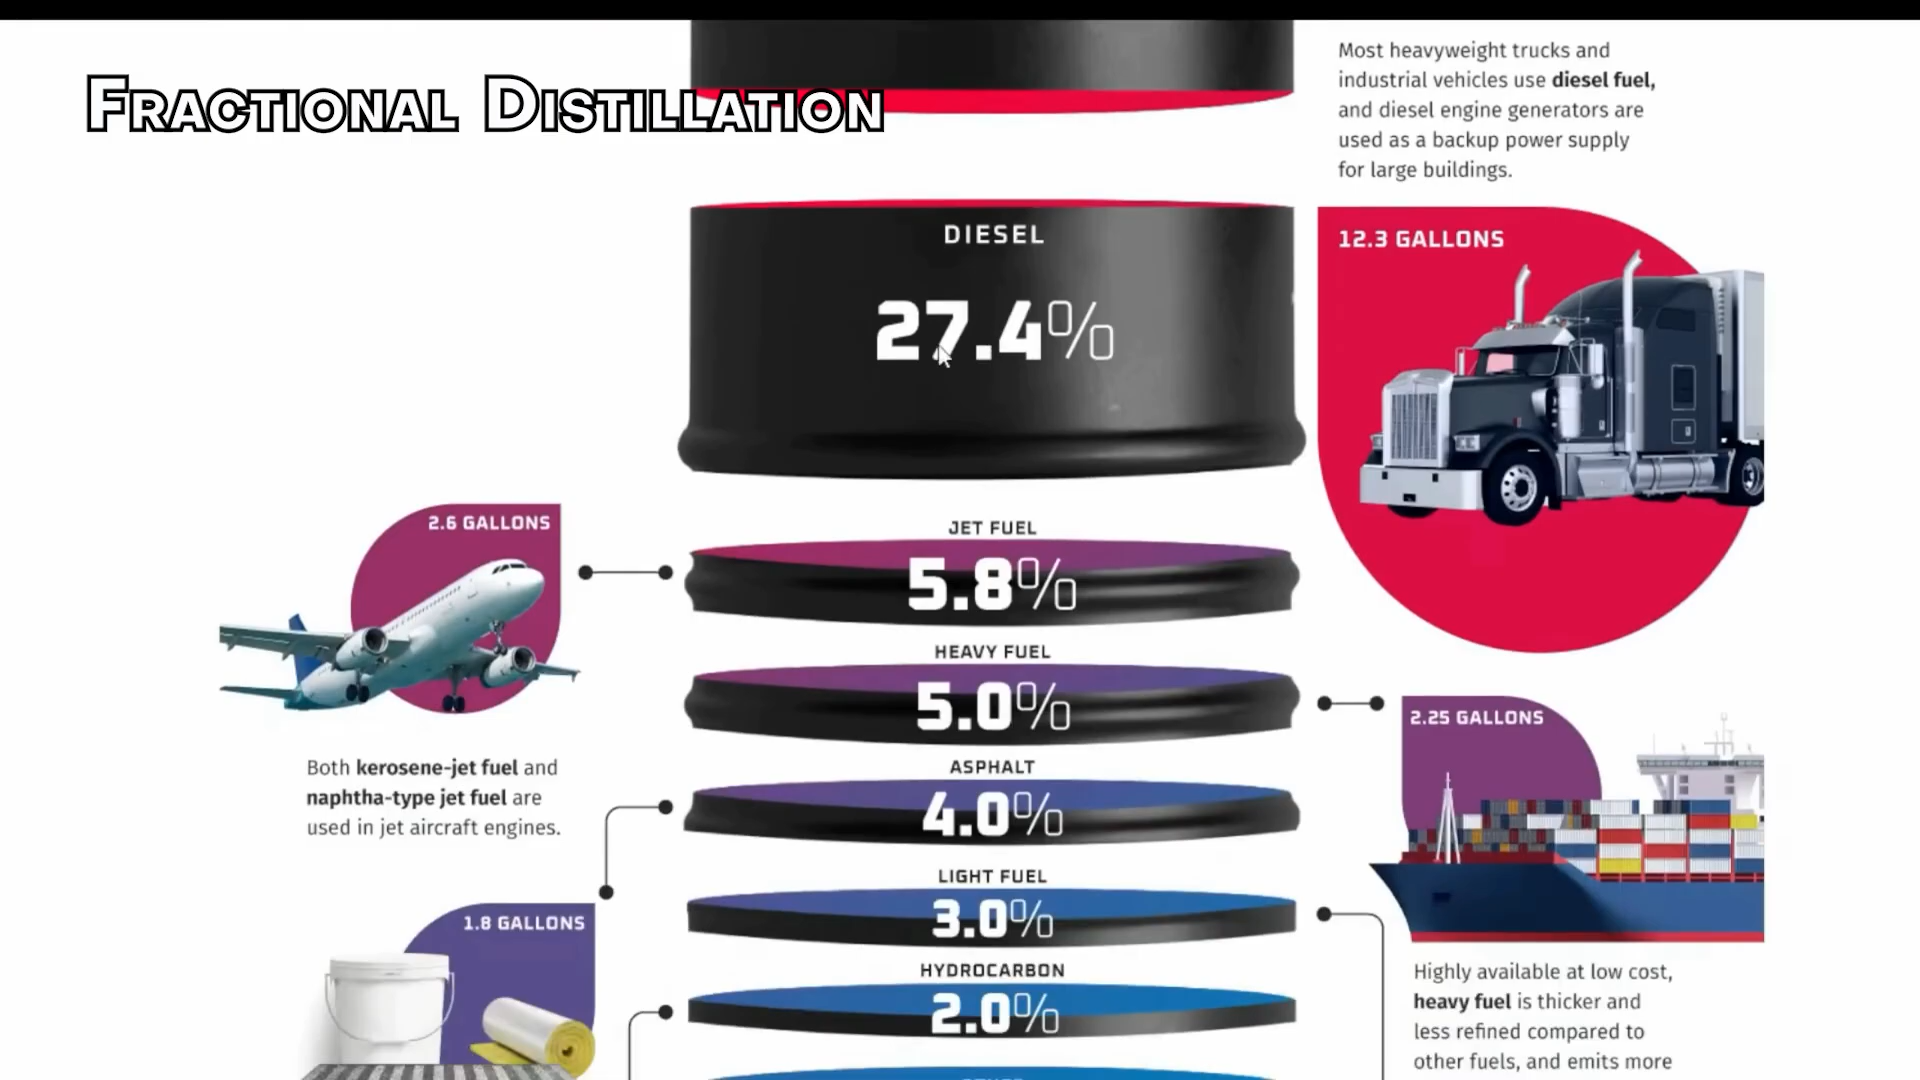 Fractional Distillation
Most heavyweight trucks and
industrial vehicles use diesel fuel,
and diesel engine generators are
used as a backup power supply
for large buildings.
DIESEL
27.4%
12.3 GALLONS
2.6 GALLONS
JET FUEL
5.8%
Both kerosene-jet fuel and
naphtha-type jet fuel are
used in jet aircraft engines.
HEAVY FUEL
5.0%
2.25 GALLONS
Highly available at low cost,
heavy fuel is thicker and
less refined compared to
other fuels, and emits more
ASPHALT
4.0%
1.8 GALLONS
LIGHT FUEL
3.0%
HYDROCARBON
2.0%